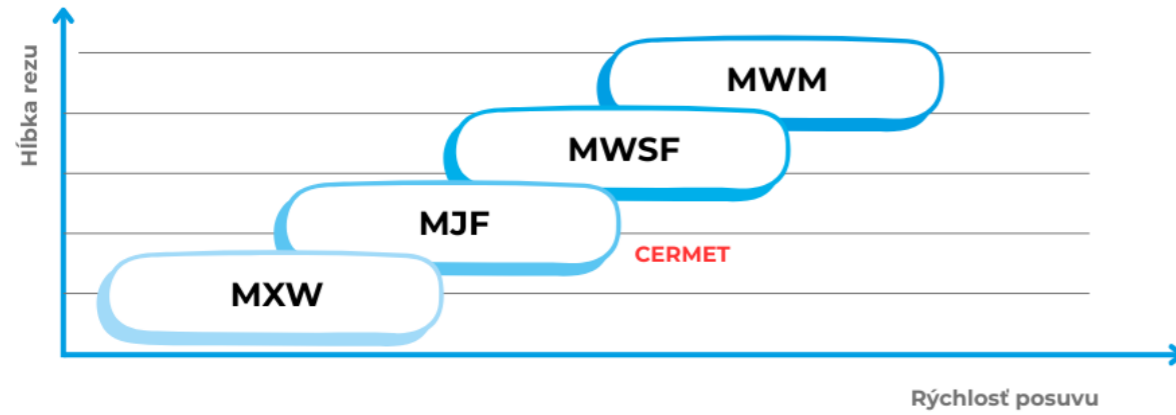 Hĺbka rezu
MWM
MWSF
MJF
CERMET
MXW
Rýchlosť posuvu